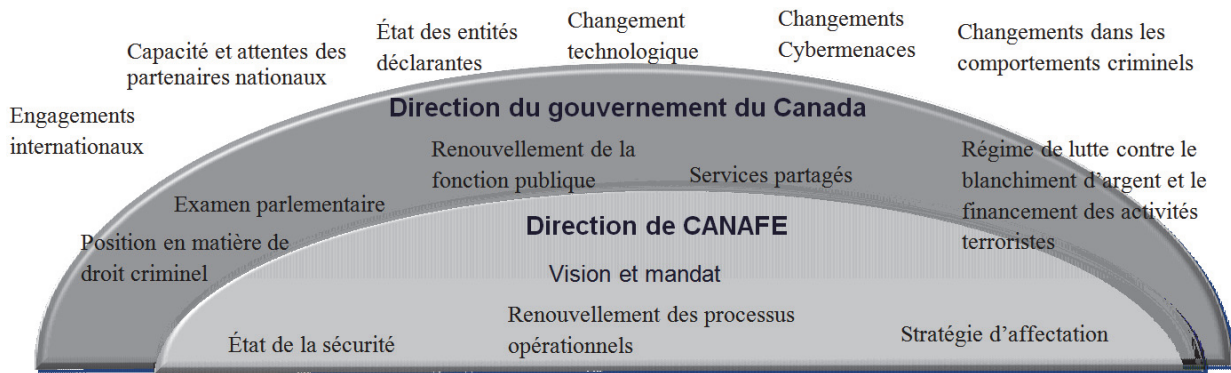 Engagements
internationaux
Capacité et attentes des
partenaires nationaux
État des entités
déclarantes
Changement
technologique
Changements
Cybermenaces
Changements dans les
comportements criminels
Direction du gouvernement du Canada
Position en matière de
droit criminel
Examen parlementaire
Renouvellement de la
fonction publique
Services partagés
Régime de lutte contre le
blanchiment d'argent et le
financement des activités
terroristes
Direction de CANAFE
Vision et mandat
État de la sécurité
Renouvellement des processus
opérationnels
Stratégie d'affectation